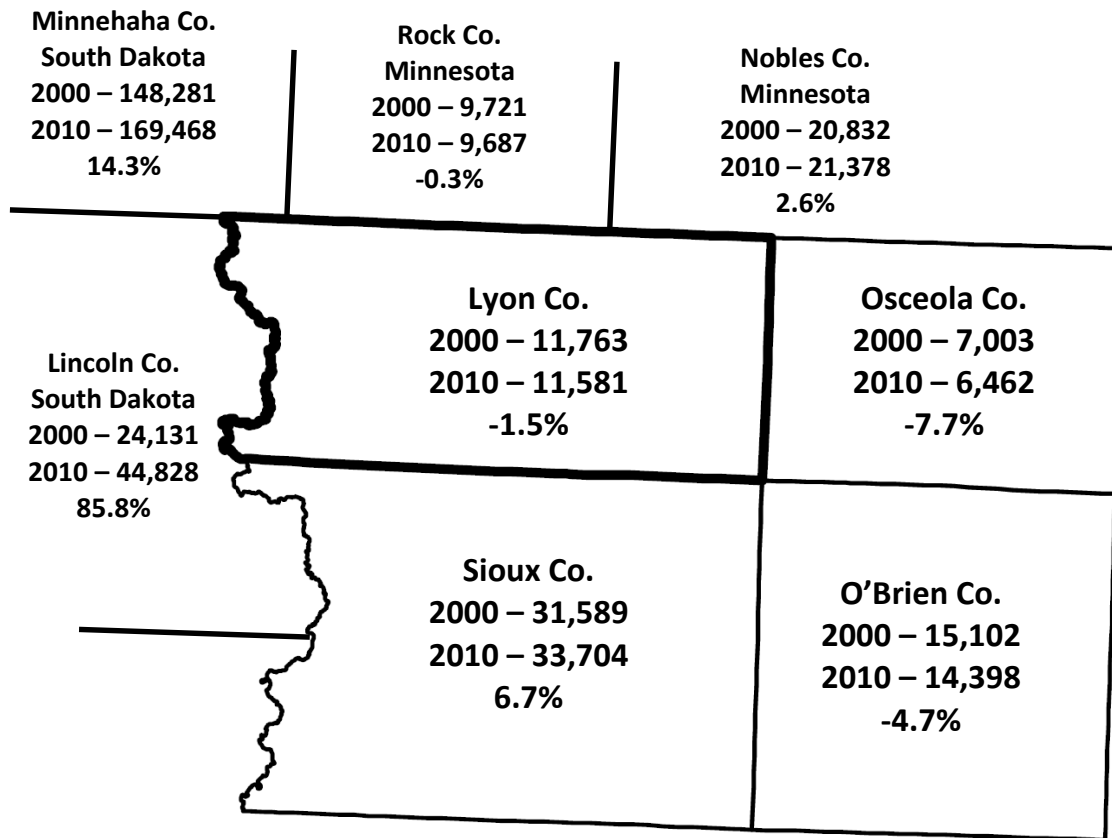 Minnehaha Co.
South Dakota
2000 – 148,281
2010 – 169,468
14.3%
Rock Co.
Minnesota
2000 – 9,721
2010 – 9,687
-0.3%
Nobles Co.
Minnesota
2000 – 20,832
2010 – 21,378
2.6%
Lincoln Co.
South Dakota
2000 – 24,131
2010 – 44,828
85.8%
Lyon Co.
2000 – 11,763
2010 – 11,581
-1.5%
Osceola Co.
2000 – 7,003
2010 – 6,462
-7.7%
Sioux Co.
2000 – 31,589
2010 – 33,704
6.7%
O’Brien Co.
2000 – 15,102
2010 – 14,398
-4.7%